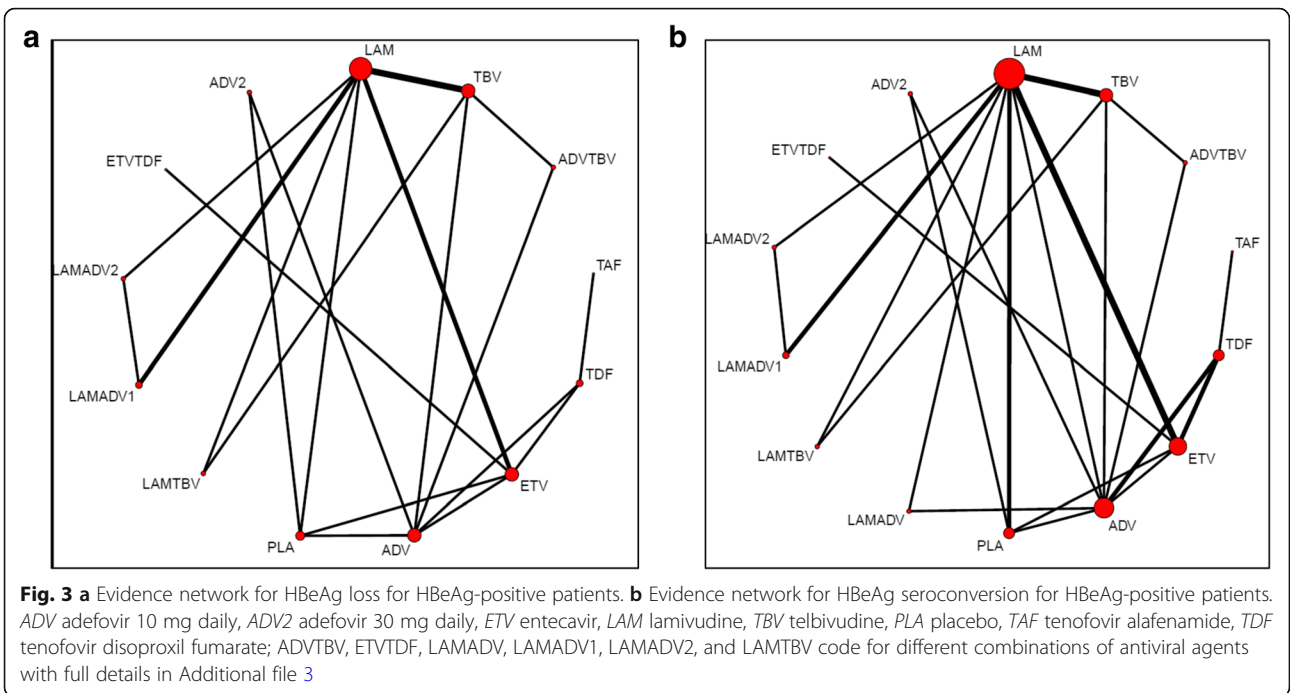 a
LAM
TBV
ADV2
ETVTDF
ADVTBV
LAMADV2
TAF
LAMADV1
TDF
LAMTBV
ETV
PLA
ADV
b
LAM
TBV
ADV2
ETVTDF
ADVTBV
LAMADV2
TAF
LAMADV1
TDF
LAMTBV
ETV
LAMADV
ADV
PLA
Fig. 3 a Evidence network for HBeAg loss for HBeAg-positive patients. b Evidence network for HBeAg seroconversion for HBeAg-positive patients.
ADV adefovir 10 mg daily, ADV2 adefovir 30 mg daily, ETV entecavir, LAM lamivudine, TBV telbivudine, PLA placebo, TAF tenofovir alafenamide, TDF
tenofovir disoproxil fumarate; ADVTBV, ETVTDF, LAMADV, LAMADV1, LAMADV2, and LAMTBV code for different combinations of antiviral agents
with full details in Additional file 3